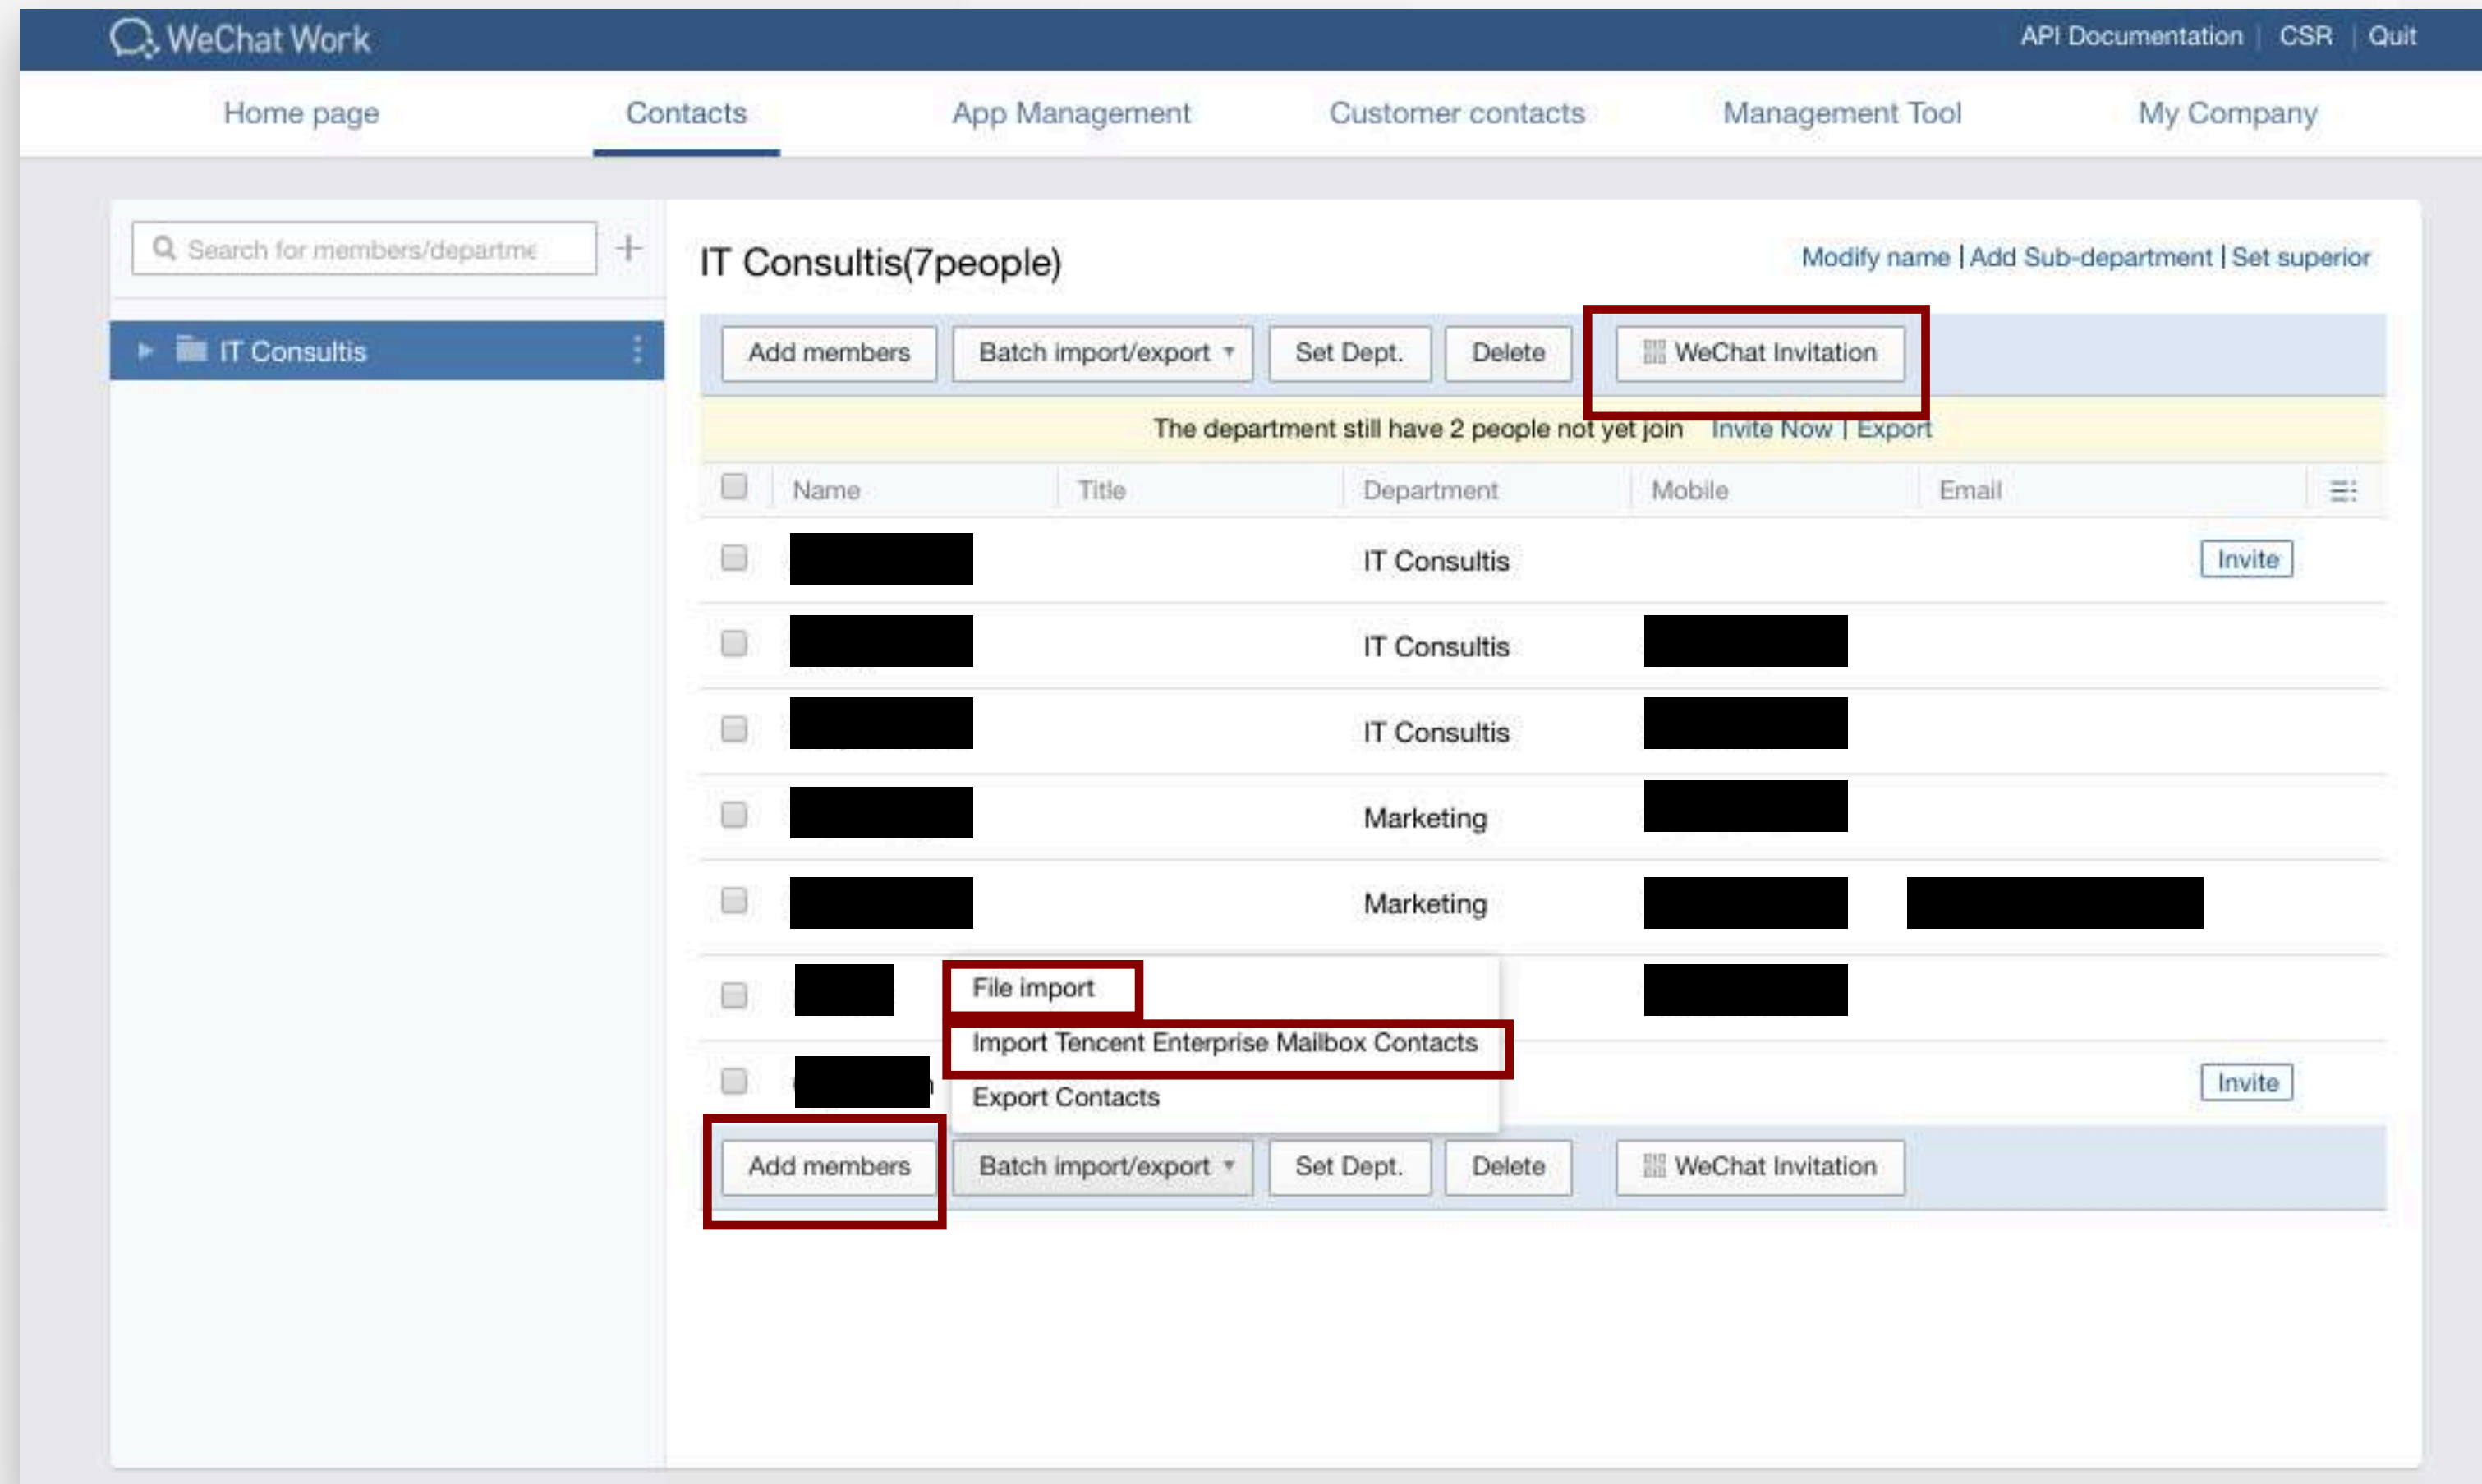 WeChat Work
API Documentation | CSR | Quit
Home page Contacts App Management Customer contacts Management Tool My Company
Search for members/departme
IT Consultis(7people)
Modify name | Add Sub-department | Set superior
IT Consultis
Add members Batch import/export Set Dept. Delete WeChat Invitation
The department still have 2 people not yet join Invite Now | Export
Name Title Department Mobile Email
IT Consultis Invite
IT Consultis
IT Consultis
Marketing
Marketing
File import
Import Tencent Enterprise Mailbox Contacts
Invite
Export Contacts
Add members Batch import/export Set Dept. Delete WeChat Invitation